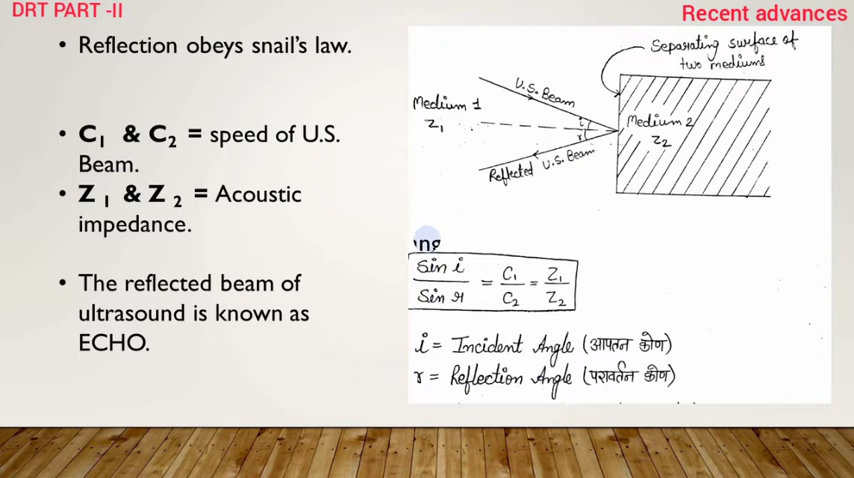 DRT PART -II
Recent advances
• Reflection obeys snail's law.
• C1 & C2 = speed of U.S.
Beam.
• Z1 & Z2 = Acoustic
impedance.
• The reflected beam of
ultrasound is known as
ECHO.
Separating surface of
two mediums
U.S. Beam
Medium 1
Z1
i
r
Medium 2
Z2
Reflected U.S. Beam
ing
Sin i / Sin r = C1 / C2 = Z1 / Z2
i = Incident Angle (आपतन कोण)
r = Reflection Angle (परावर्तन कोण)